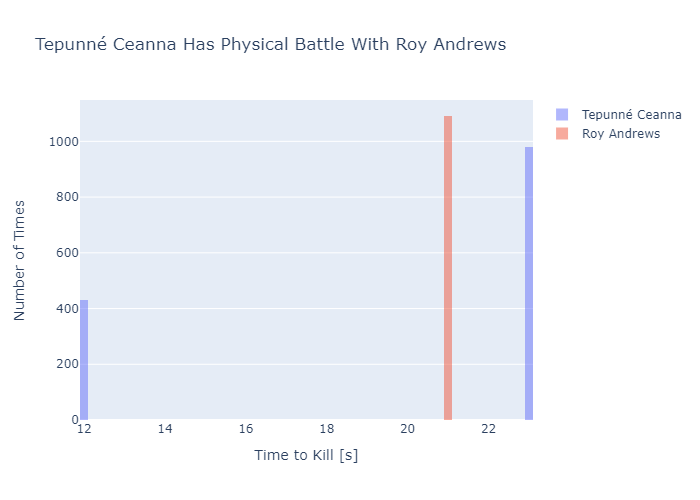 Tepunné Ceanna Has Physical Battle With Roy Andrews
Tepunné Ceanna
Roy Andrews
Number of Times
1000
800
600
400
200
0
12 14 16 18 20 22
Time to Kill [s]